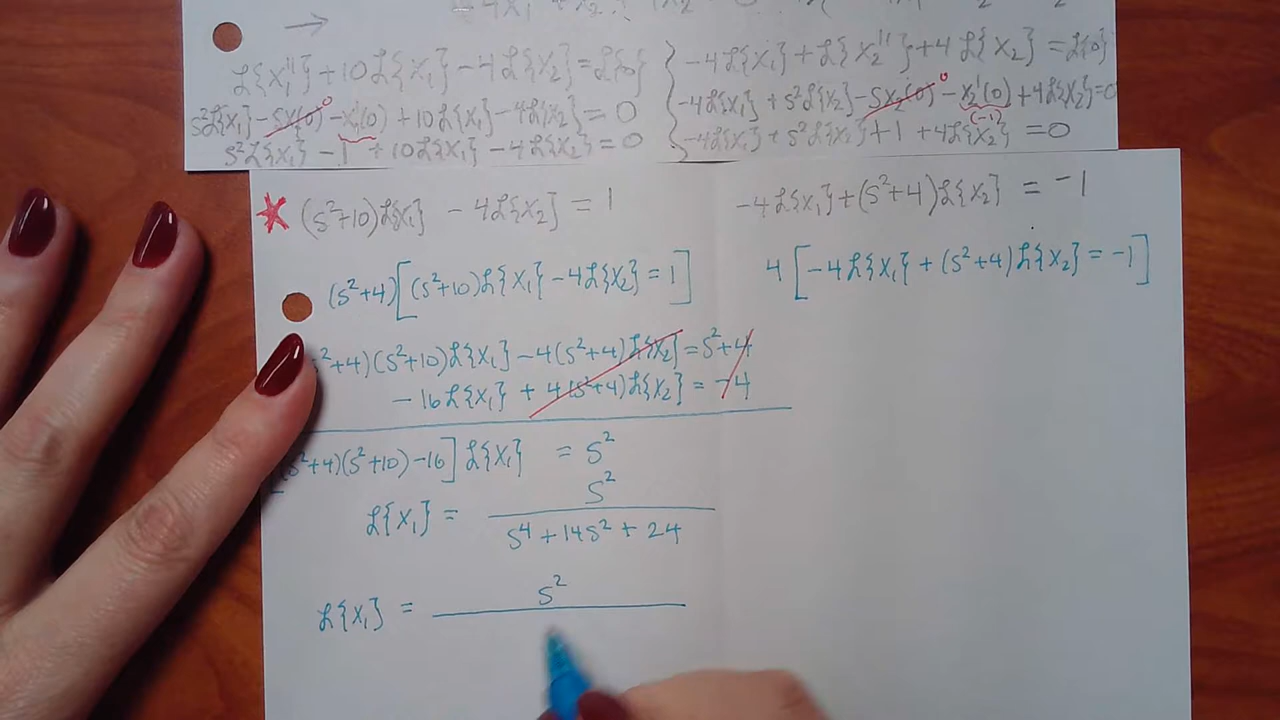 ℒ{x₁''} + 10ℒ{x₁} - 4ℒ{x₂} = ℒ{0}
s²ℒ{x₁} - sx₁(0) - x₁'(0) + 10ℒ{x₁} - 4ℒ{x₂} = 0
s²ℒ{x₁} - 1 + 10ℒ{x₁} - 4ℒ{x₂} = 0
-4ℒ{x₁} + ℒ{x₂''} + 4ℒ{x₂} = ℒ{0}
-4ℒ{x₁} + s²ℒ{x₂} - sx₂(0) - x₂'(0) + 4ℒ{x₂} = 0
(-1)
-4ℒ{x₁} + s²ℒ{x₂} + 1 + 4ℒ{x₂} = 0
(s²+10)ℒ{x₁} - 4ℒ{x₂} = 1
-4ℒ{x₁} + (s²+4)ℒ{x₂} = -1
(s²+4)[(s²+10)ℒ{x₁} - 4ℒ{x₂} = 1]
4[-4ℒ{x₁} + (s²+4)ℒ{x₂} = -1]
²+4)(s²+10)ℒ{x₁} - 4(s²+4)ℒ{x₂} = s²+4
-16ℒ{x₁} + 4(s²+4)ℒ{x₂} = -4
[(s²+4)(s²+10) - 16]ℒ{x₁} = s²
ℒ{x₁} = s² / s⁴ + 14s² + 24
ℒ{x₁} = s²